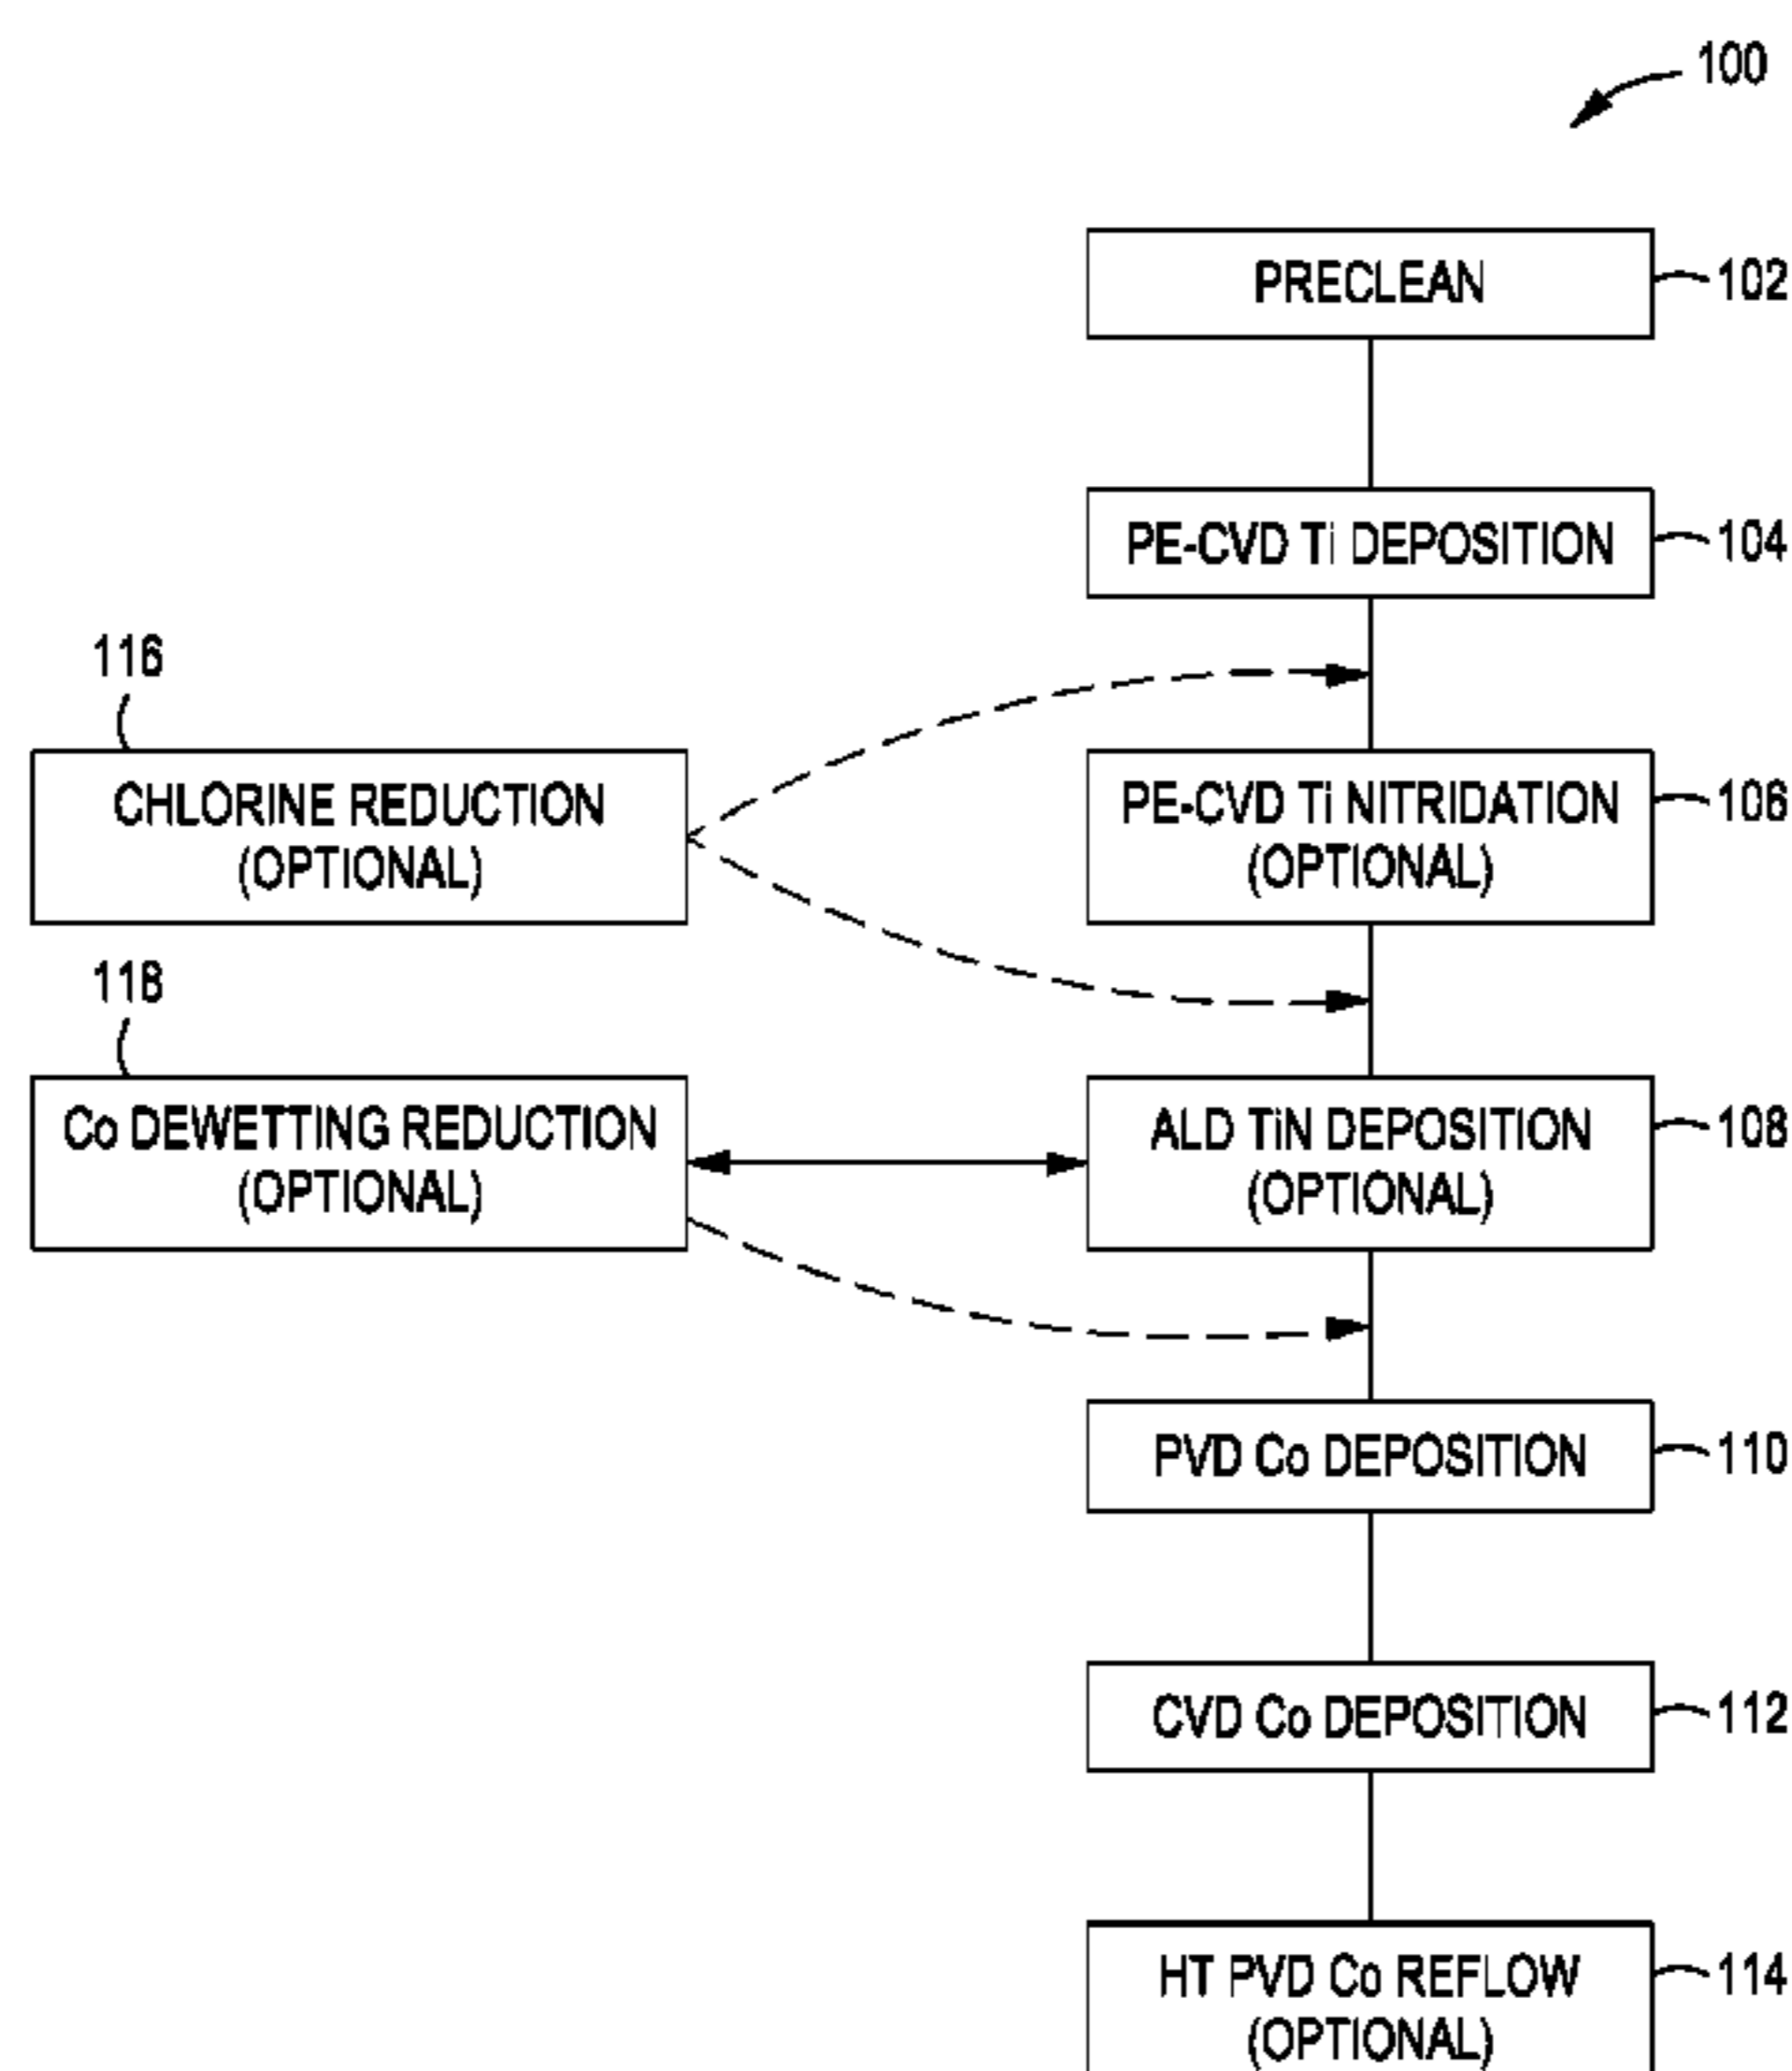 100
PRECLEAN
102
PE-CVD Ti DEPOSITION
104
116
CHLORINE REDUCTION
(OPTIONAL)
PE-CVD Ti NITRIDATION
(OPTIONAL)
106
118
Co DEWETTING REDUCTION
(OPTIONAL)
ALD TiN DEPOSITION
(OPTIONAL)
108
PVD Co DEPOSITION
110
CVD Co DEPOSITION
112
HT PVD Co REFLOW
(OPTIONAL)
114